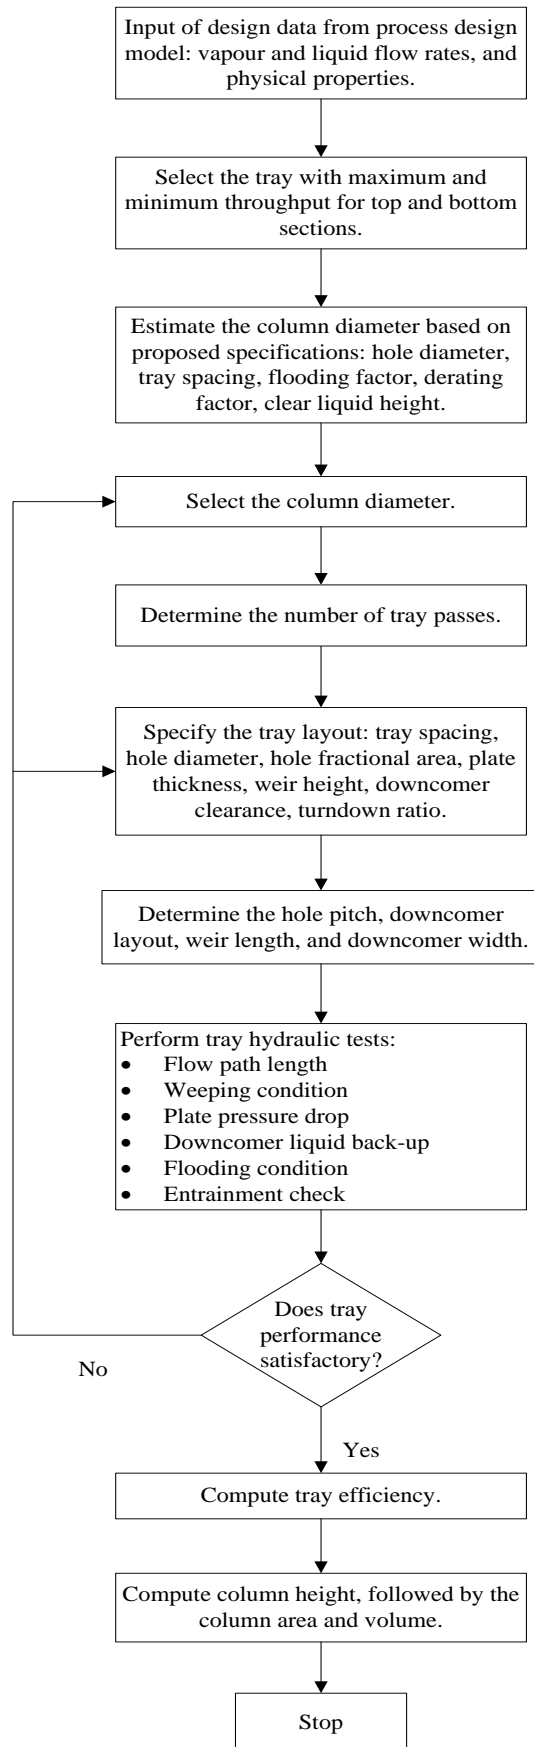 Input of design data from process design
model: vapour and liquid flow rates, and
physical properties.
Select the tray with maximum and
minimum throughput for top and bottom
sections.
Estimate the column diameter based on
proposed specifications: hole diameter,
tray spacing, flooding factor, derating
factor, clear liquid height.
Select the column diameter.
Determine the number of tray passes.
Specify the tray layout: tray spacing,
hole diameter, hole fractional area, plate
thickness, weir height, downcomer
clearance, turndown ratio.
Determine the hole pitch, downcomer
layout, weir length, and downcomer width.
Perform tray hydraulic tests:
• Flow path length
• Weeping condition
• Plate pressure drop
• Downcomer liquid back-up
• Flooding condition
• Entrainment check
Does tray
performance
satisfactory?
No
Yes
Compute tray efficiency.
Compute column height, followed by the
column area and volume.
Stop